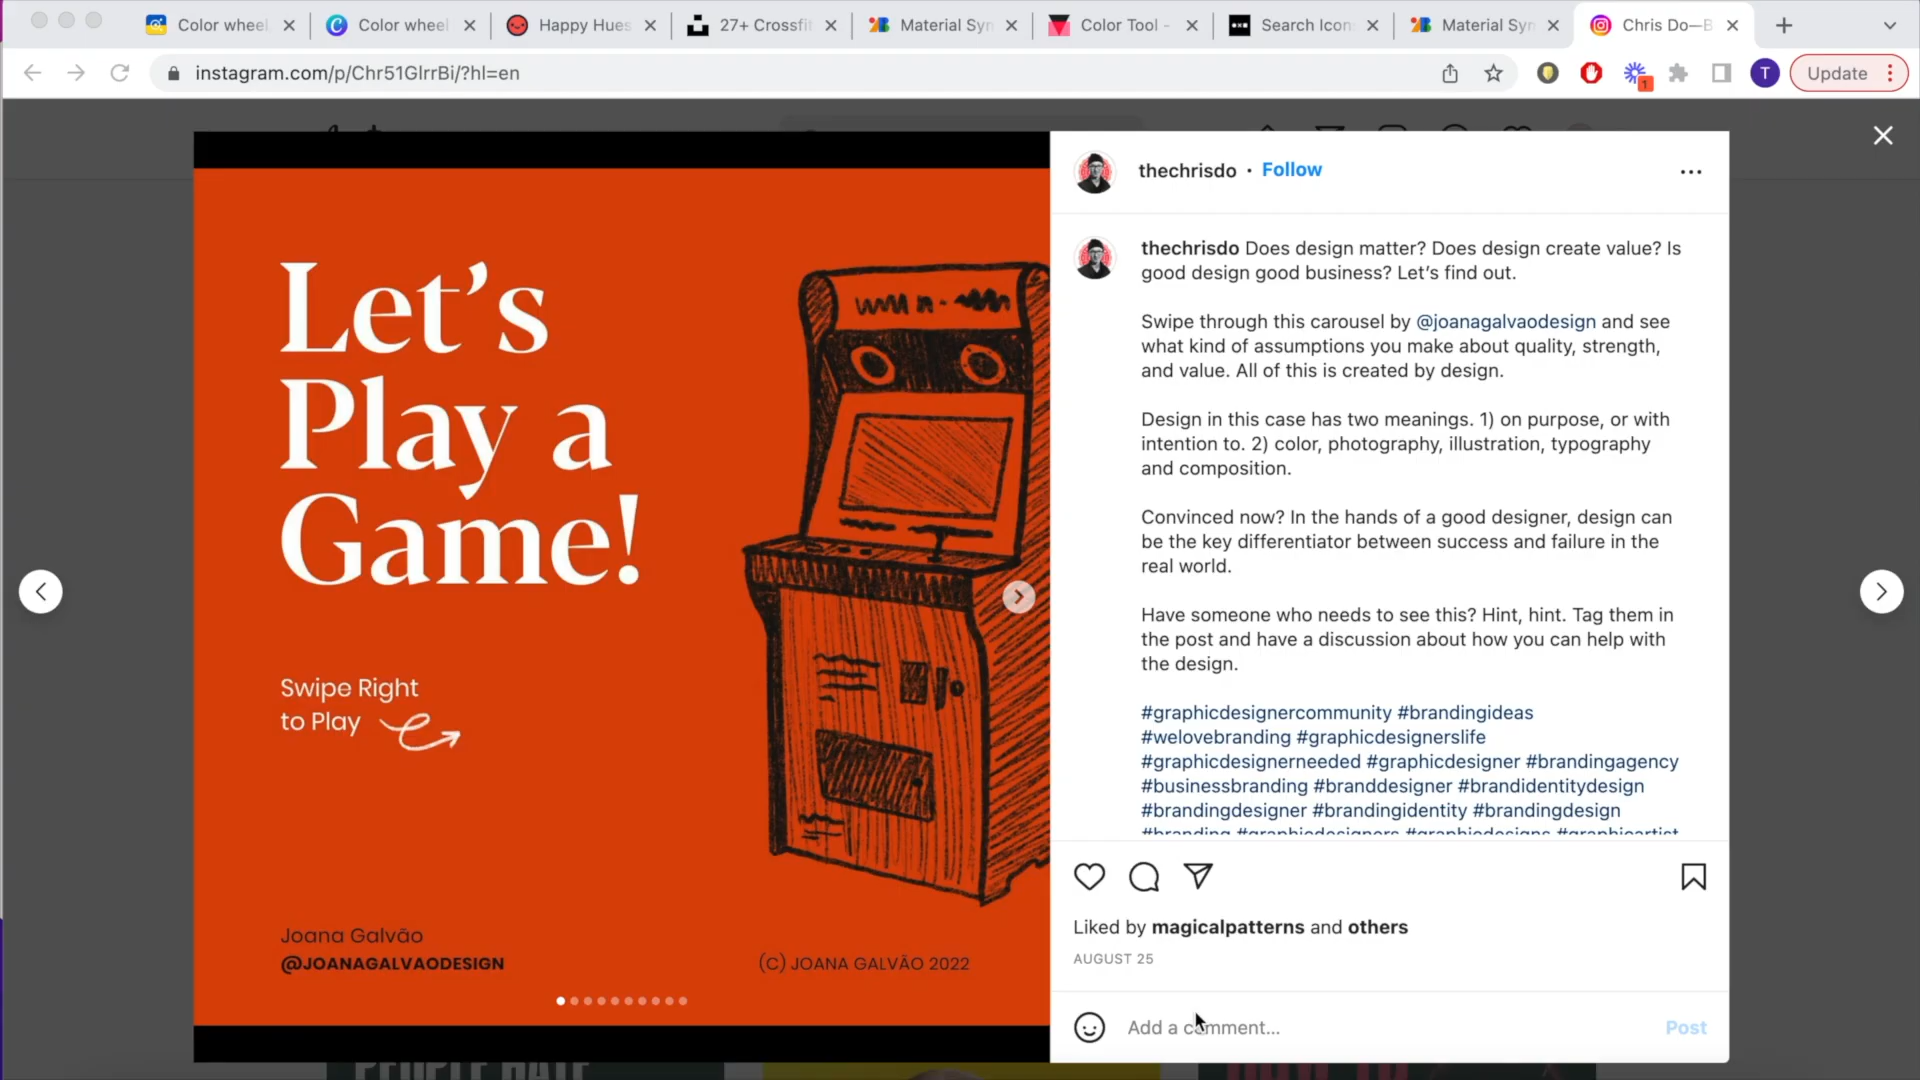 Color wheel
Color wheel
Happy Hues
27+ Crossfi
Material Syn
Color Tool -
Search Icon
Material Syn
Chris Do—B
instagram.com/p/Chr51GlrrBi/?hl=en
1
T
Update
Let's
Play a
Game!
Swipe Right
to Play
Joana Galvão
@JOANAGALVAODESIGN
(C) JOANA GALVÃO 2022
thechrisdo • Follow
thechrisdo Does design matter? Does design create value? Is
good design good business? Let's find out.
Swipe through this carousel by @joanagalvaodesign and see
what kind of assumptions you make about quality, strength,
and value. All of this is created by design.
Design in this case has two meanings. 1) on purpose, or with
intention to. 2) color, photography, illustration, typography
and composition.
Convinced now? In the hands of a good designer, design can
be the key differentiator between success and failure in the
real world.
Have someone who needs to see this? Hint, hint. Tag them in
the post and have a discussion about how you can help with
the design.
#graphicdesignercommunity #brandingideas
#welovebranding #graphicdesignerslife
#graphicdesignerneeded #graphicdesigner #brandingagency
#businessbranding #branddesigner #brandidentitydesign
#brandingdesigner #brandingidentity #brandingdesign
#branding #graphicdesigners #graphicdesigns #graphicartist
Liked by magicalpatterns and others
AUGUST 25
Add a comment...
Post
PEOPLE HATE
HOW TO